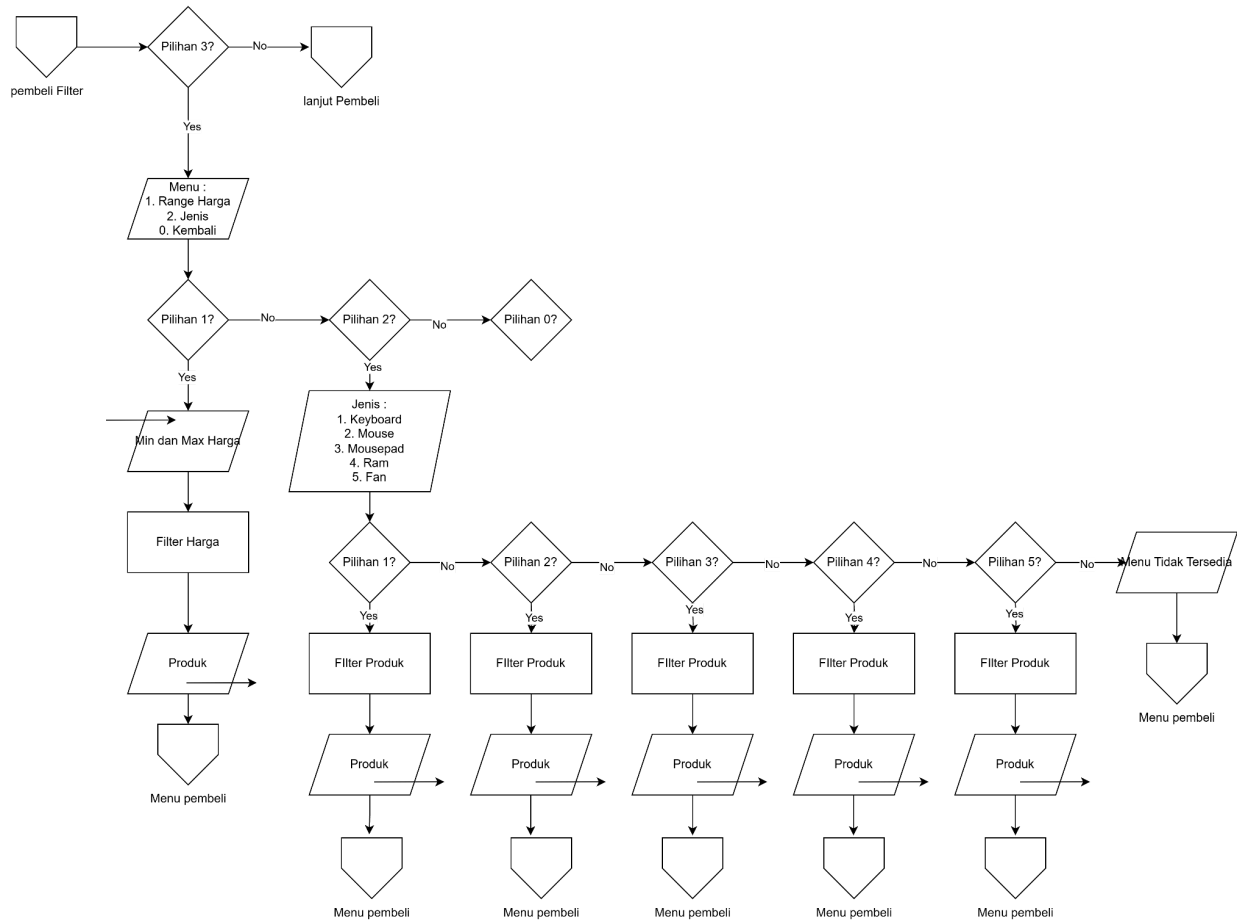 Pilihan 3?
No
pembeli Filter
lanjut Pembeli
Yes
Menu :
1. Range Harga
2. Jenis
0. Kembali
Pilihan 1?
No
Pilihan 2?
No
Pilihan 0?
Yes
Yes
Min dan Max Harga
Jenis :
1. Keyboard
2. Mouse
3. Mousepad
4. Ram
5. Fan
Filter Harga
Pilihan 1?
No
Pilihan 2?
No
Pilihan 3?
No
Pilihan 4?
No
Pilihan 5?
No
Menu Tidak Tersedia
Yes
Yes
Yes
Yes
Yes
Produk
FIlter Produk
FIlter Produk
FIlter Produk
FIlter Produk
FIlter Produk
Menu pembeli
Menu pembeli
Produk
Produk
Produk
Produk
Produk
Menu pembeli
Menu pembeli
Menu pembeli
Menu pembeli
Menu pembeli